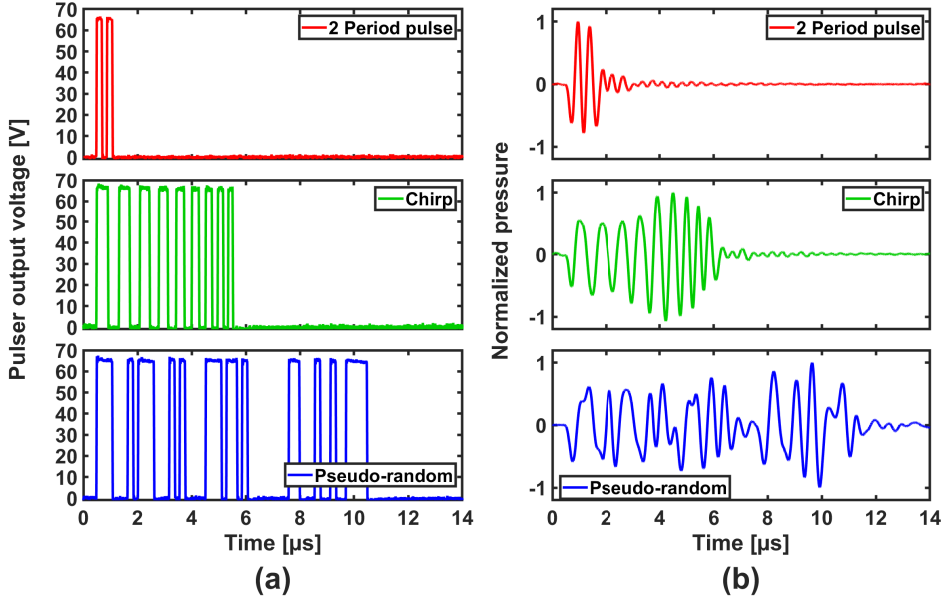 Pulser output voltage [V]
70
60
50
40
30
20
10
0
2 Period pulse
70
60
50
40
30
20
10
0
Chirp
70
60
50
40
30
20
10
0
Pseudo-random
0 2 4 6 8 10 12 14
Time [µs]
(a)
Normalized pressure
1
0
-1
2 Period pulse
1
0
-1
Chirp
1
0
-1
Pseudo-random
0 2 4 6 8 10 12 14
Time [µs]
(b)